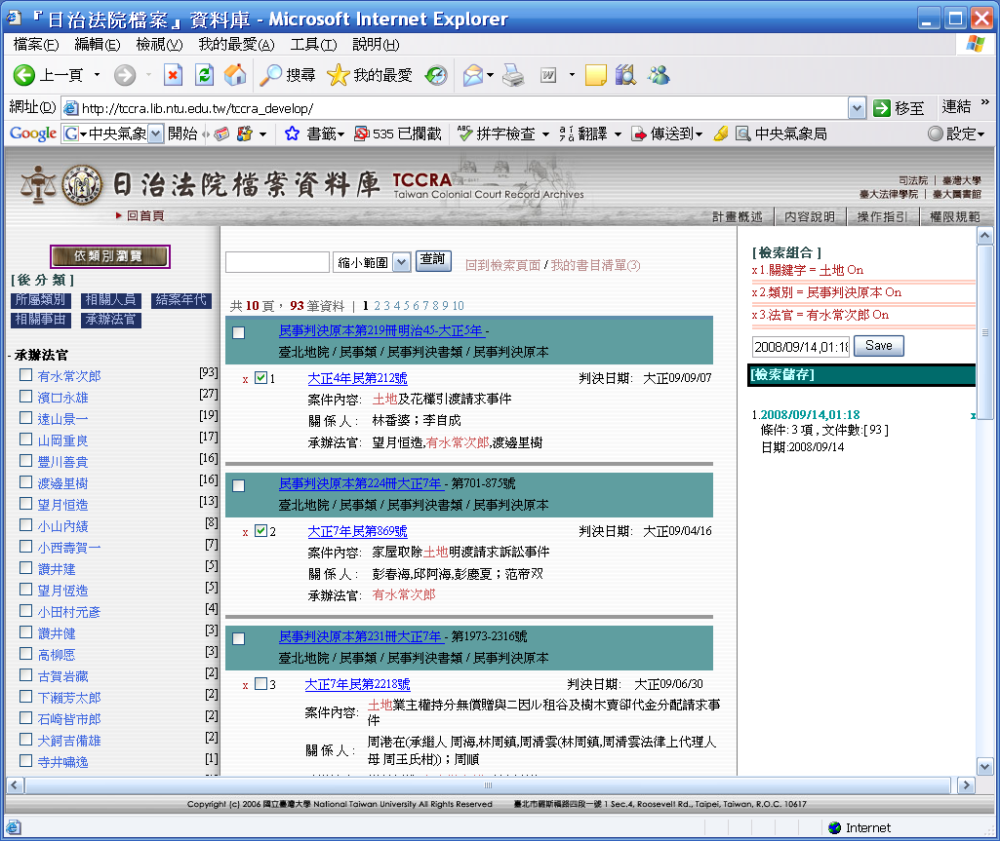 『日治法院檔案』資料庫 - Microsoft Internet Explorer
檔案(F) 編輯(E) 檢視(V) 我的最愛(A) 工具(T) 說明(H)
上一頁 搜尋 我的最愛
網址(D) http://tccra.lib.ntu.edu.tw/tccra_develop/ 移至 連結 »
Google 中央氣象 開始 書籤 535 已攔截 拼字檢查 翻譯 傳送到 中央氣象局 設定
日治法院檔案資料庫 TCCRA
Taiwan Colonial Court Record Archives
司法院 | 臺灣大學
臺大法律學院 | 臺大圖書館
回首頁
計畫概述 內容說明 操作指引 權限規範
依類別瀏覽
[後分類]
所屬類別 相關人員 結案年代
相關事由 承辦法官
- 承辦法官
有水常次郎 [93]
濱口永雄 [27]
遠山景一 [19]
山岡重良 [17]
豐川善貴 [16]
渡邊里樹 [16]
望月恒造 [13]
小山內績 [8]
小西壽賀一 [7]
讚井建 [5]
望月恆造 [5]
小田村元彥 [4]
讚井健 [3]
高柳愿 [3]
古賀岩藏 [2]
下瀨芳太郎 [2]
石崎皆市郎 [2]
犬飼吉備雄 [2]
寺井嘯逸 [1]
縮小範圍 查詢 回到檢索頁面 / 我的書目清單(3)
共 10 頁， 93 筆資料 | 1 2 3 4 5 6 7 8 9 10
民事判決原本第219冊明治45-大正5年 -
臺北地院 / 民事類 / 民事判決書類 / 民事判決原本
x 1 大正4年民第212號 判決日期: 大正09/09/07
案件內容: 土地及花欉引渡請求事件
關 係 人 : 林番婆；李自成
承辦法官: 望月恒造,有水常次郎,渡邊里樹
民事判決原本第224冊大正7年 - 第701-875號
臺北地院 / 民事類 / 民事判決書類 / 民事判決原本
x 2 大正7年民第869號 判決日期: 大正09/04/16
案件內容: 家屋取除土地明渡請求訴訟事件
關 係 人 : 彭春海,邱阿海,彭慶夏；范帝双
承辦法官: 有水常次郎
民事判決原本第231冊大正7年 - 第1973-2316號
臺北地院 / 民事類 / 民事判決書類 / 民事判決原本
x 3 大正7年民第2218號 判決日期: 大正09/06/30
案件內容: 土地業主權持分無償贈與二因ル租谷及樹木賣卻代金分配請求事
件
關 係 人 : 周港在(承繼人 周海,林周鎮,周濇雲(林周鎮,周濇雲法律上代理人
母 周王氏柑))；周順
[檢索組合]
x 1.關鍵字 = 土地 On
x 2.類別 = 民事判決原本 On
x 3.法官 = 有水常次郎 On
2008/09/14,01:18 Save
[檢索儲存]
1.2008/09/14,01:18 x
條件: 3 項 , 文件數:[ 93 ]
日期:2008/09/14
Copyright (c) 2006 國立臺灣大學 National Taiwan University All Rights Reserved 臺北市羅斯福路四段一號 1 Sec.4, Roosevelt Rd., Taipei, Taiwan, R.O.C. 10617
Internet